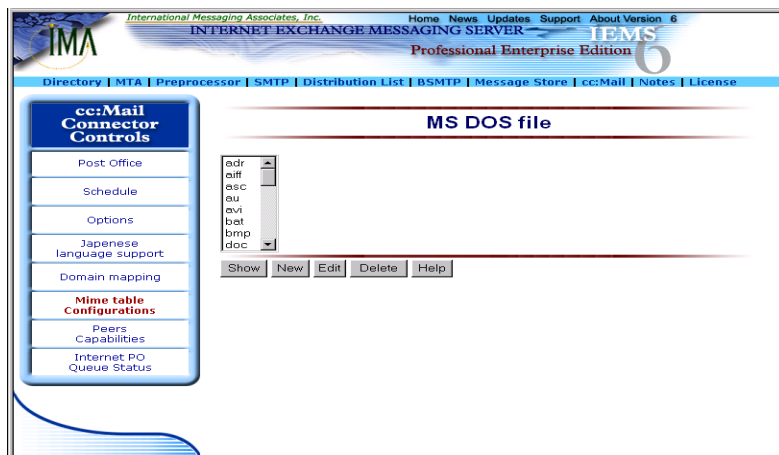 International Messaging Associates, Inc.
Home News Updates Support About Version 6
IMA
INTERNET EXCHANGE MESSAGING SERVER
IEMS
6
Professional Enterprise Edition
Directory | MTA | Preprocessor | SMTP | Distribution List | BSMTP | Message Store | cc:Mail | Notes | License
cc:Mail
Connector
Controls
Post Office
Schedule
Options
Japenese
language support
Domain mapping
Mime table
Configurations
Peers
Capabilities
Internet PO
Queue Status
MS DOS file
adr
aiff
asc
au
avi
bat
bmp
doc
Show New Edit Delete Help